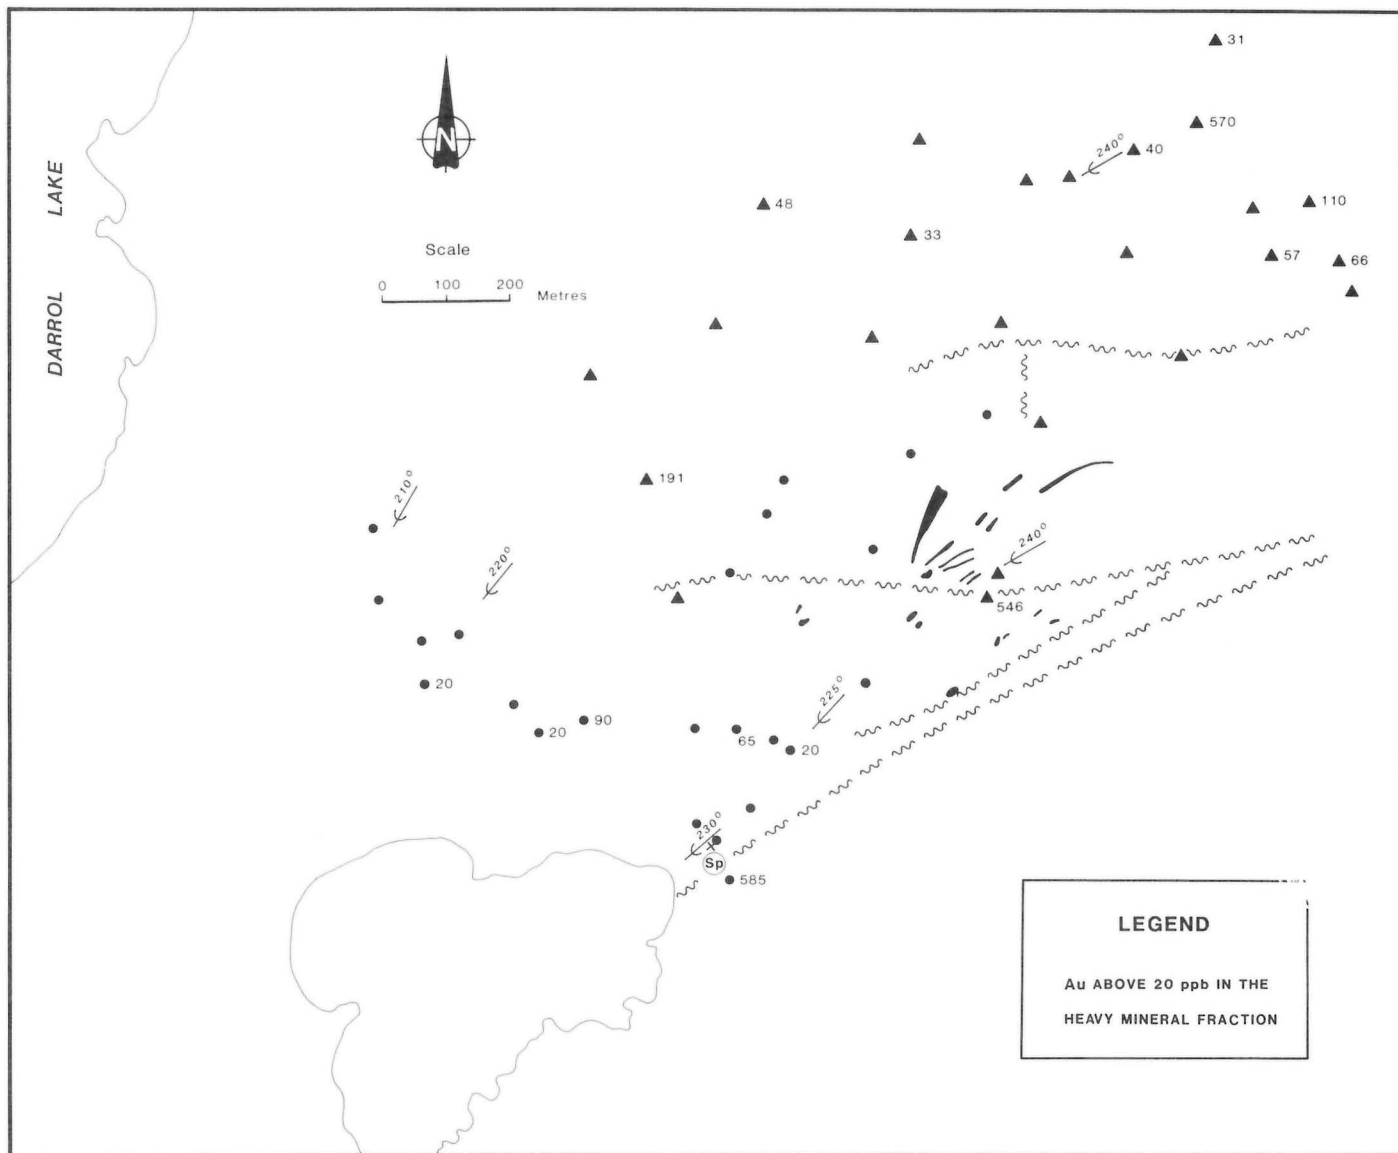 31
570
240°
40
N
48
110
33
57
66
Scale
0 100 200 Metres
DARROL LAKE
191
210°
220°
240°
546
20
225°
90
20
65
20
230°
Sp
585
LEGEND
Au ABOVE 20 ppb IN THE
HEAVY MINERAL FRACTION